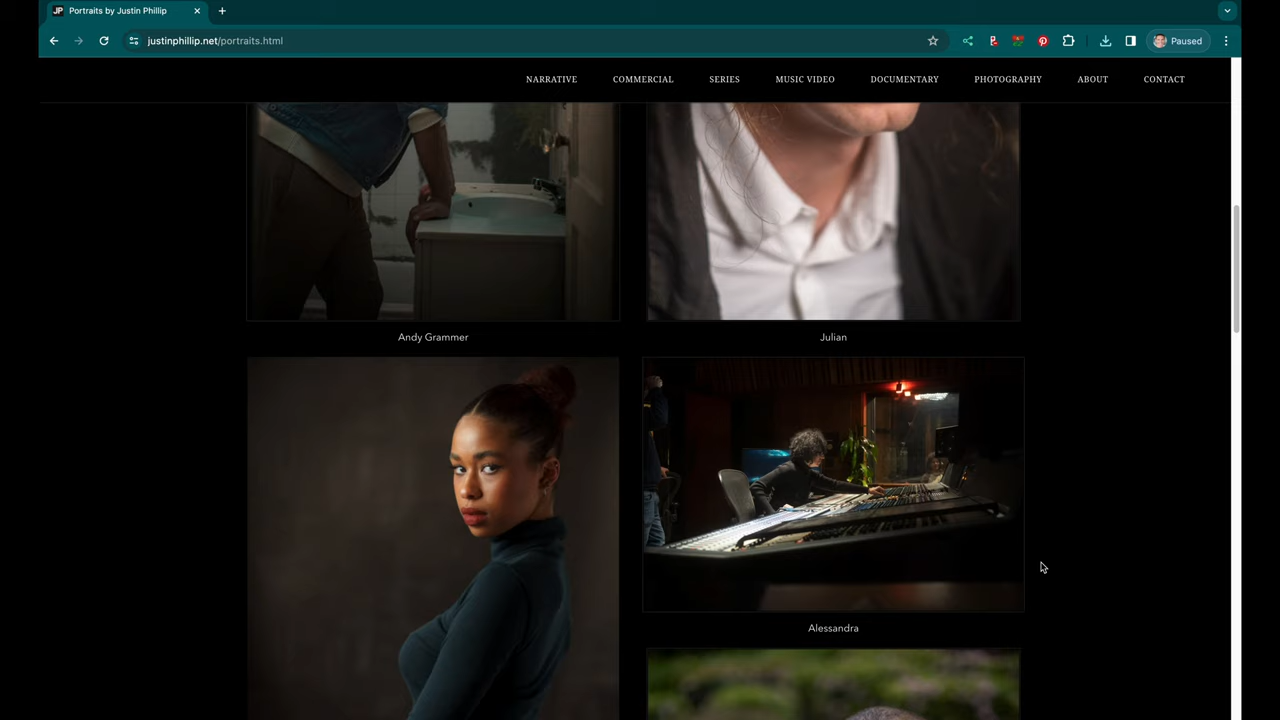 JP Portraits by Justin Phillip
justinphillip.net/portraits.html
Paused
NARRATIVE COMMERCIAL SERIES MUSIC VIDEO DOCUMENTARY PHOTOGRAPHY ABOUT CONTACT
Andy Grammer
Julian
Alessandra